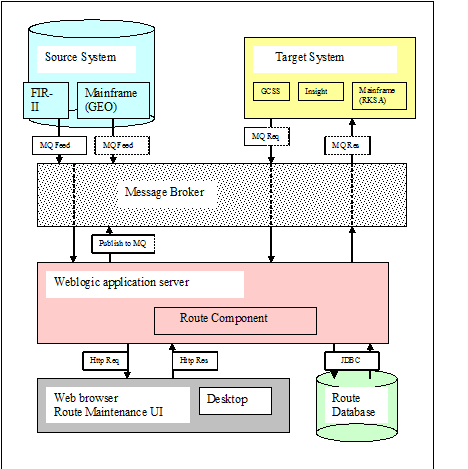 Source System
FIR-
II
Mainframe
(GEO)
Target System
GCSS
Insight
Mainframe
(RKSA)
MQ Feed
MQ Feed
MQ Req
MQ Res
Message Broker
Publish to MQ
Weblogic application server
Route Component
Http Req
Http Res
JDBC
Web browser
Route Maintenance UI
Desktop
Route
Database